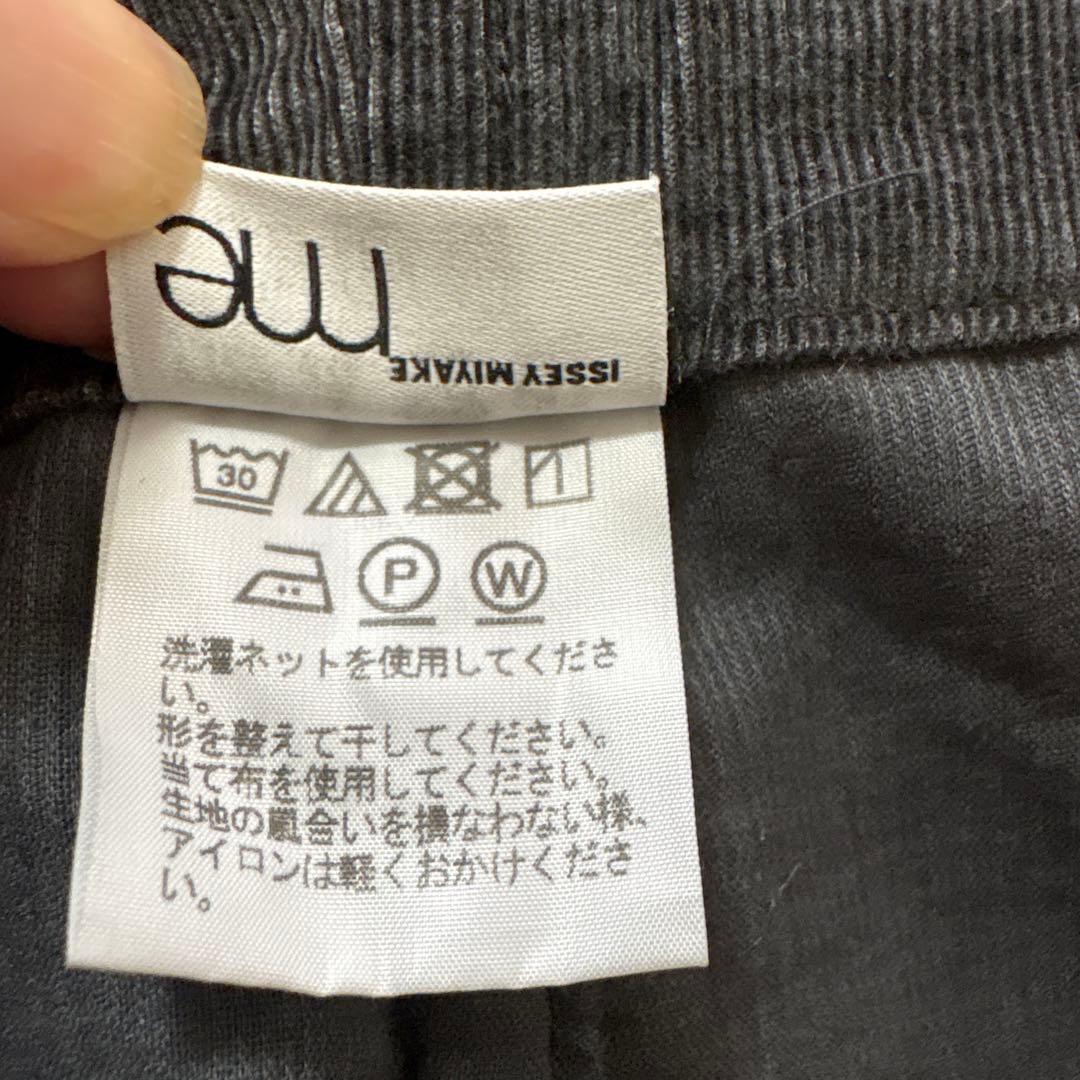 me
ISSEY MIYAKE
30
P W
洗濯ネットを使用してくださ
い。
形を整えて干してください。
当て布を使用してください。
生地の風合いを損なわない様、
アイロンは軽くおかけくださ
い。